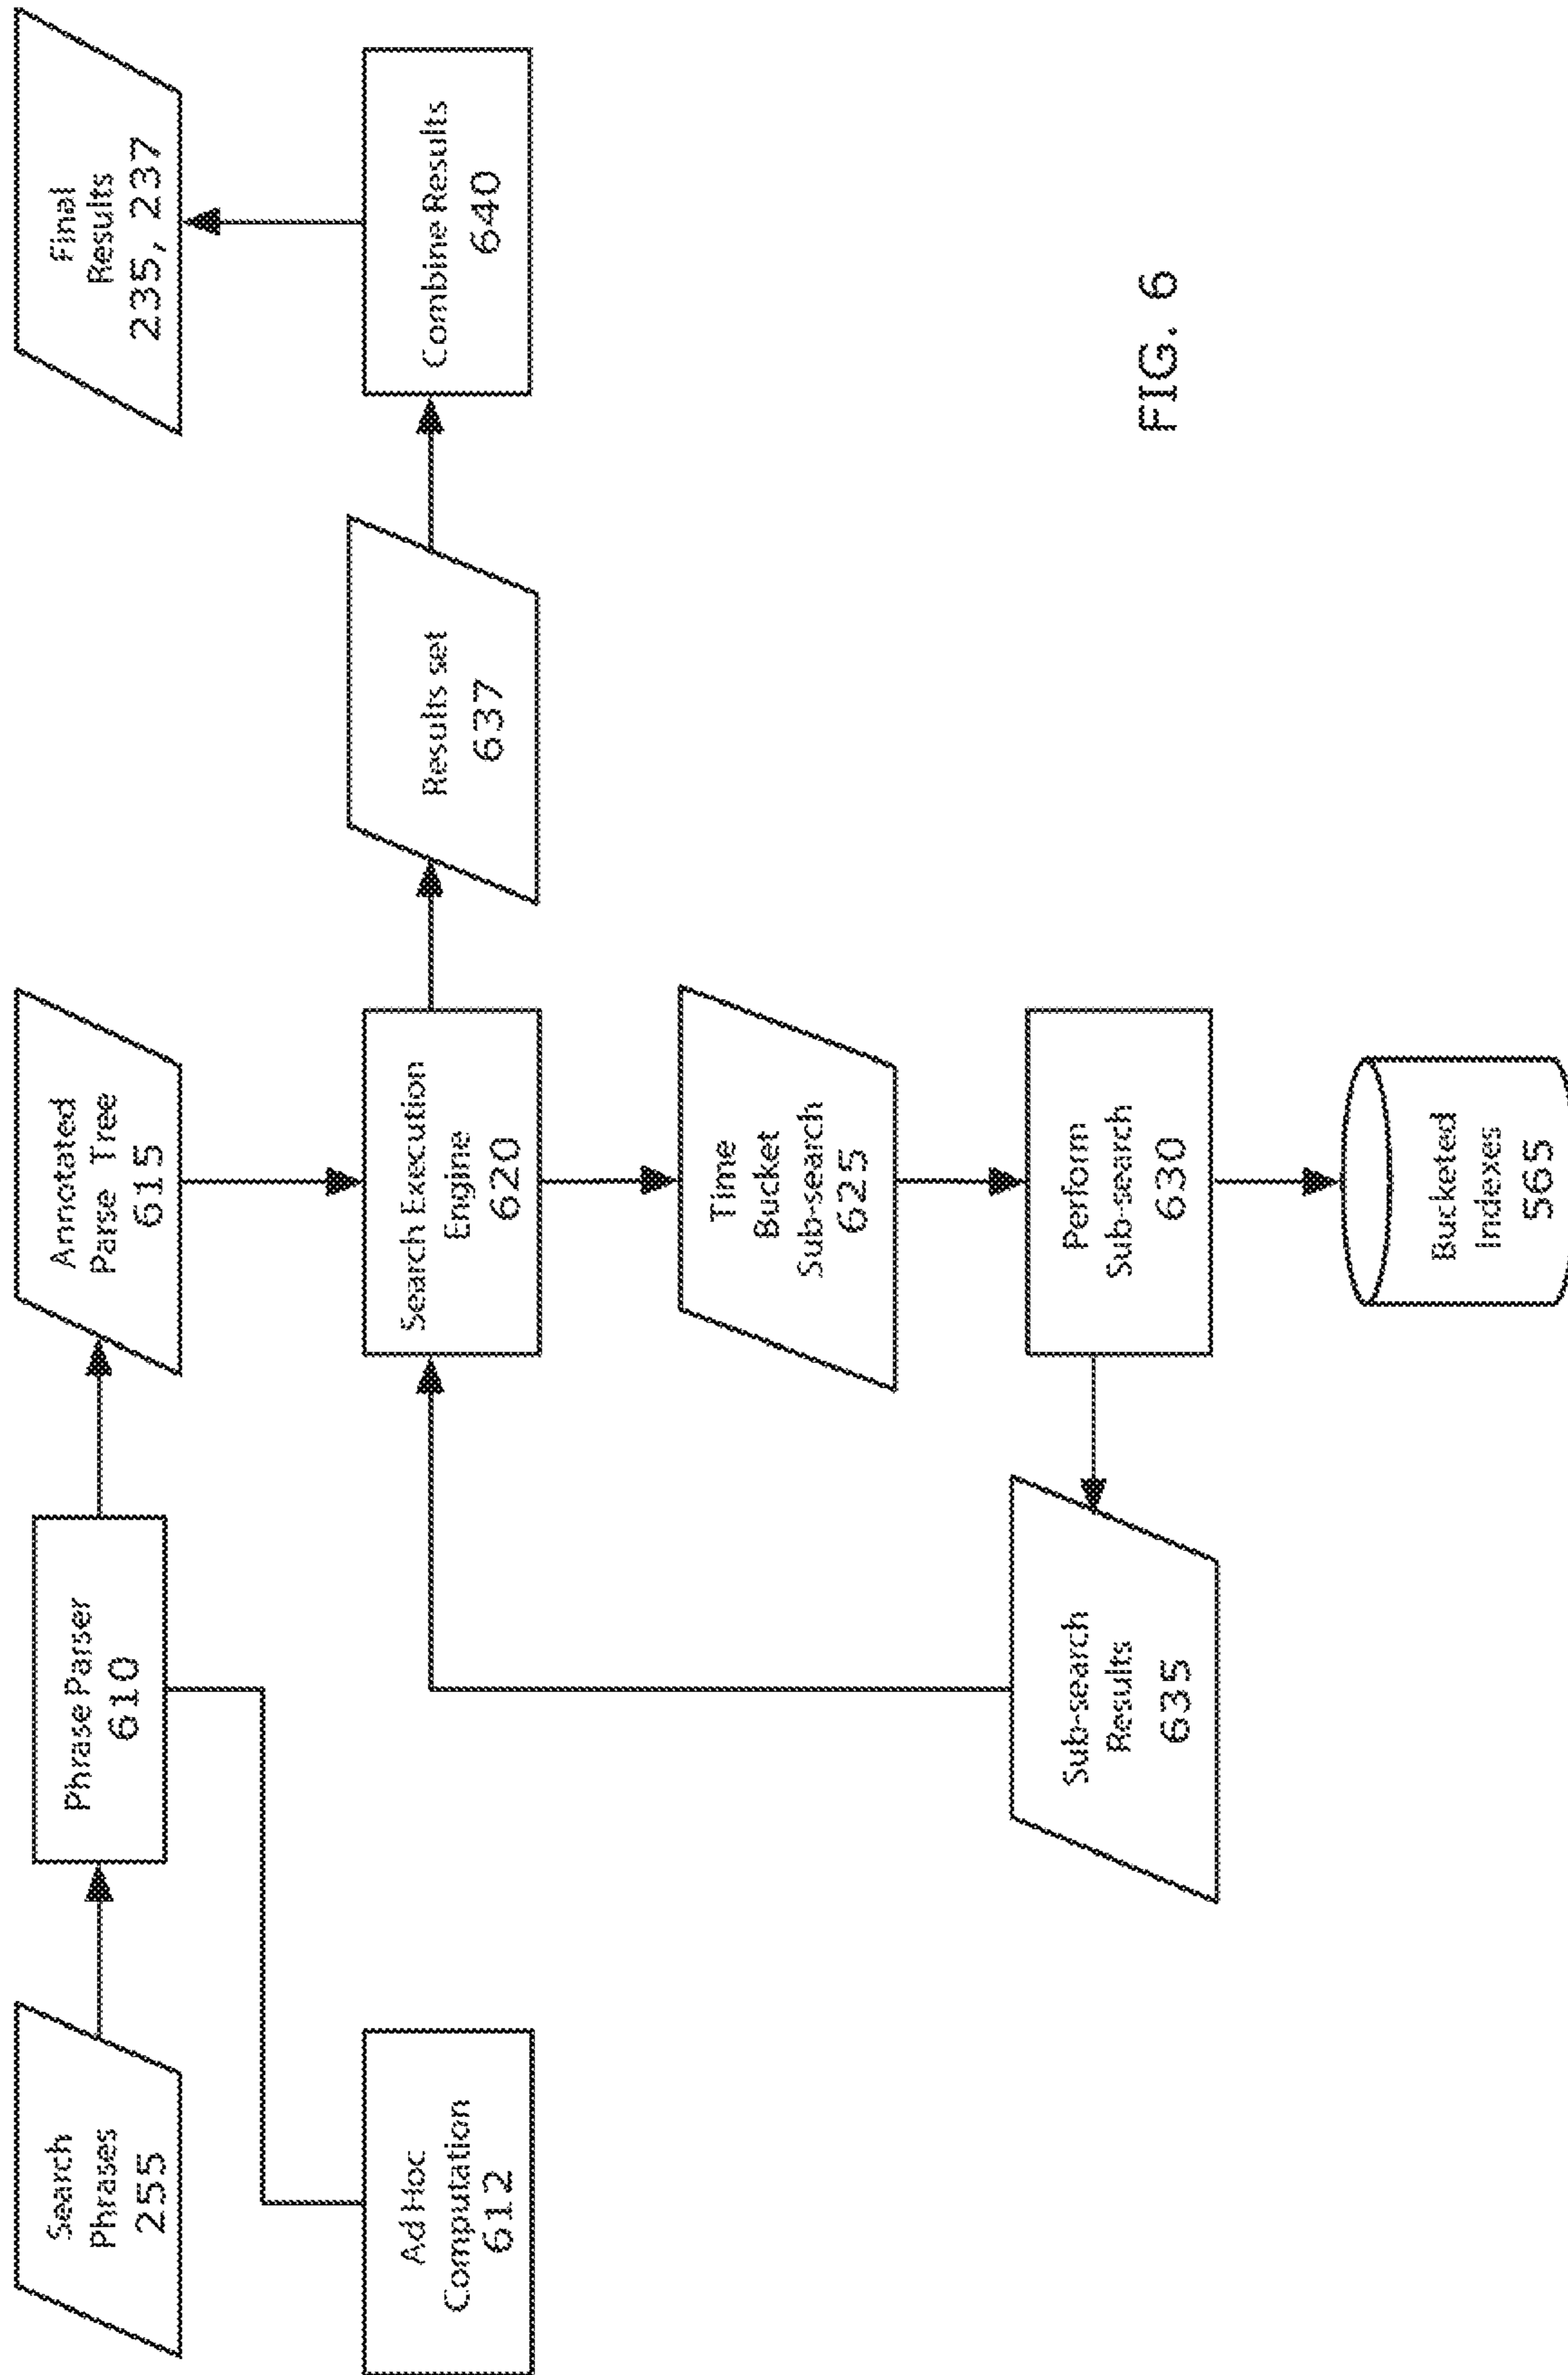 Search
Phrases
255
Phrase Parser
610
Annotated
Parse Tree
615
Final
Results
235, 237
Ad Hoc
Computation
612
Search Execution
Engine
620
Results set
637
Combine Results
640
Time
Bucket
Sub-search
625
Sub-search
Results
635
Perform
Sub-search
630
Bucketed
Indexes
565
FIG. 6